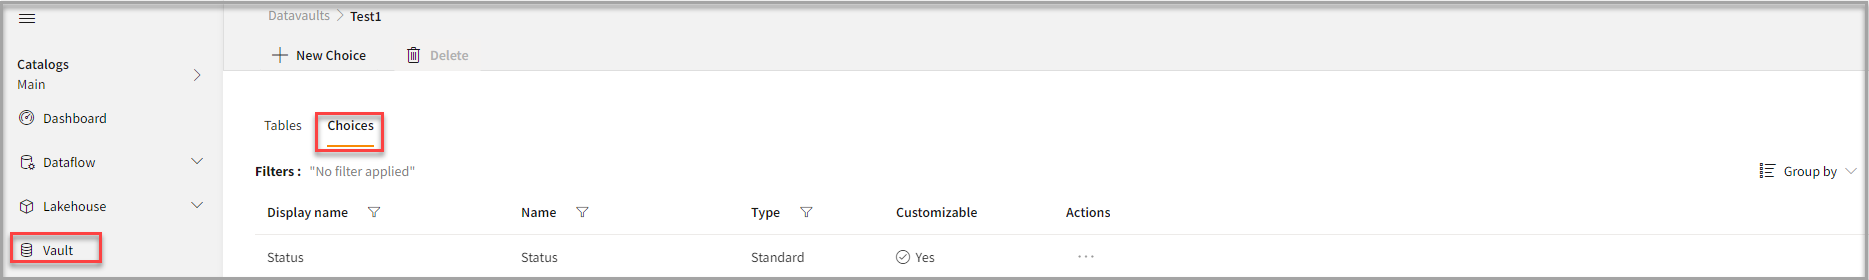 Datavaults > Test1
New Choice Delete
Catalogs
Main
Dashboard
Dataflow
Lakehouse
Vault
Tables Choices
Filters : "No filter applied" Group by
Display name Name Type Customizable Actions
Status Status Standard Yes ...